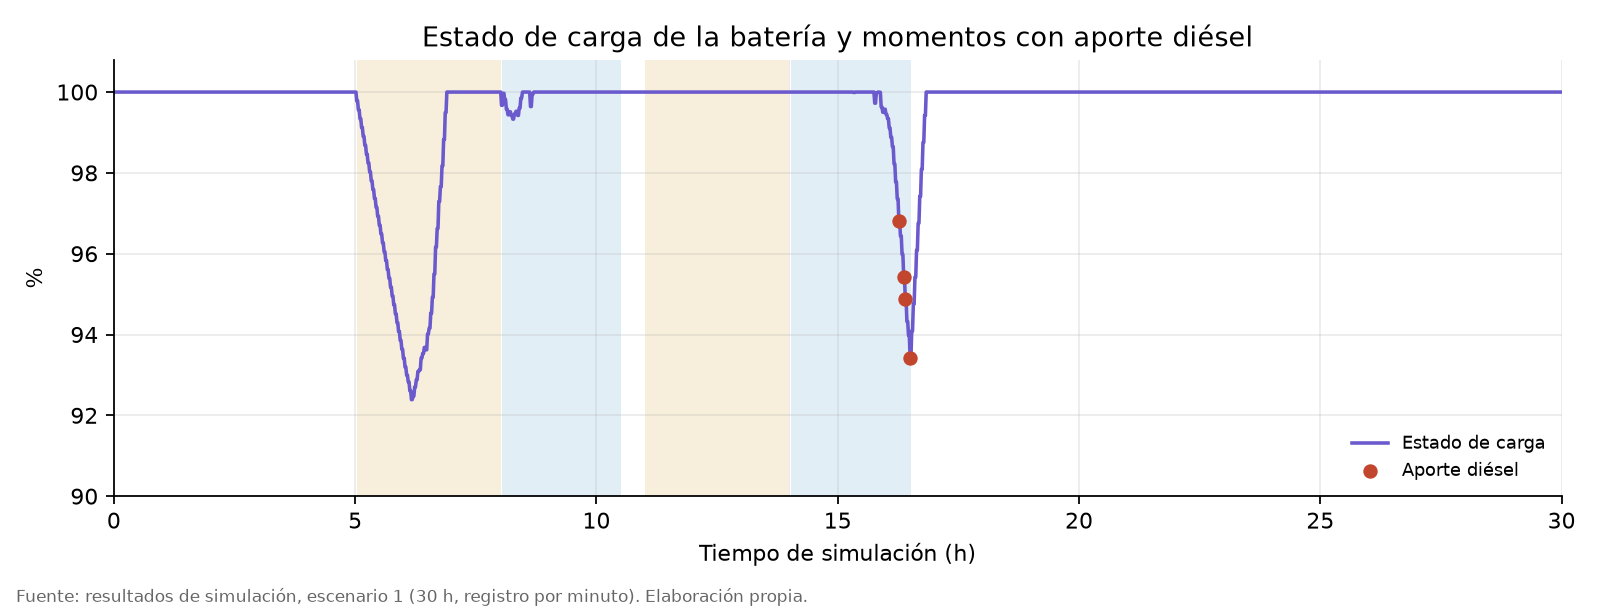 Estado de carga de la batería y momentos con aporte diésel
100
98
96
94
92
90
%
0 5 10 15 20 25 30
Tiempo de simulación (h)
Estado de carga
Aporte diésel
Fuente: resultados de simulación, escenario 1 (30 h, registro por minuto). Elaboración propia.